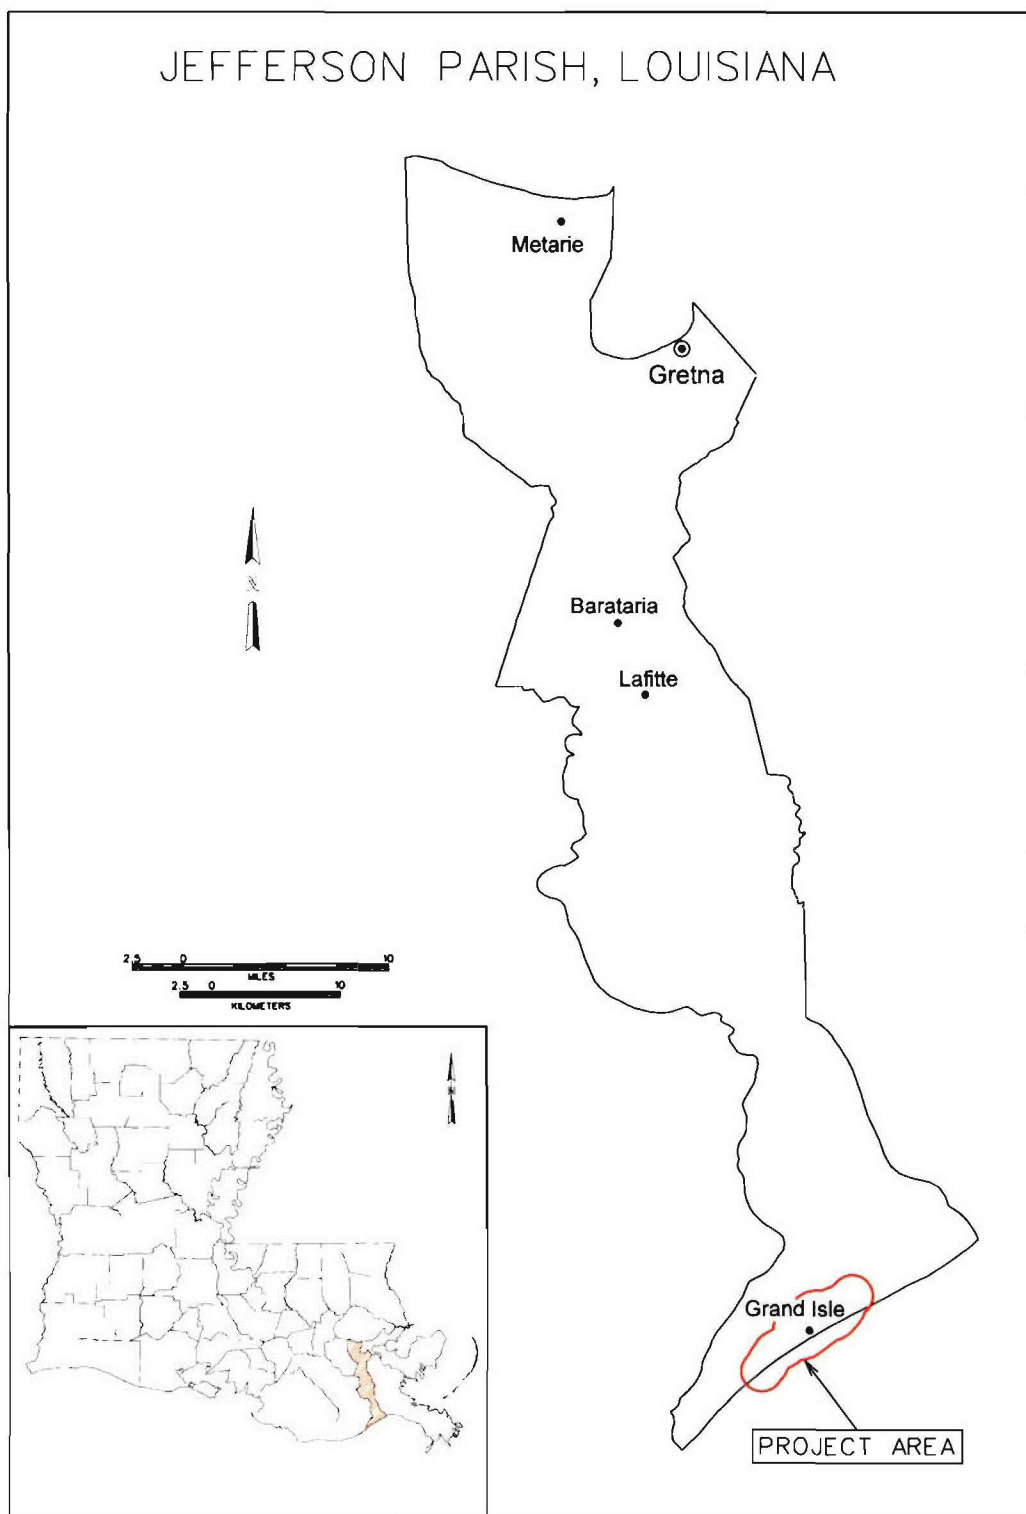 JEFFERSON PARISH, LOUISIANA
Metarie
Gretna
Barataria
Lafitte
2.5 0 10
MILES
2.5 0 10
KILOMETERS
Grand Isle
PROJECT AREA